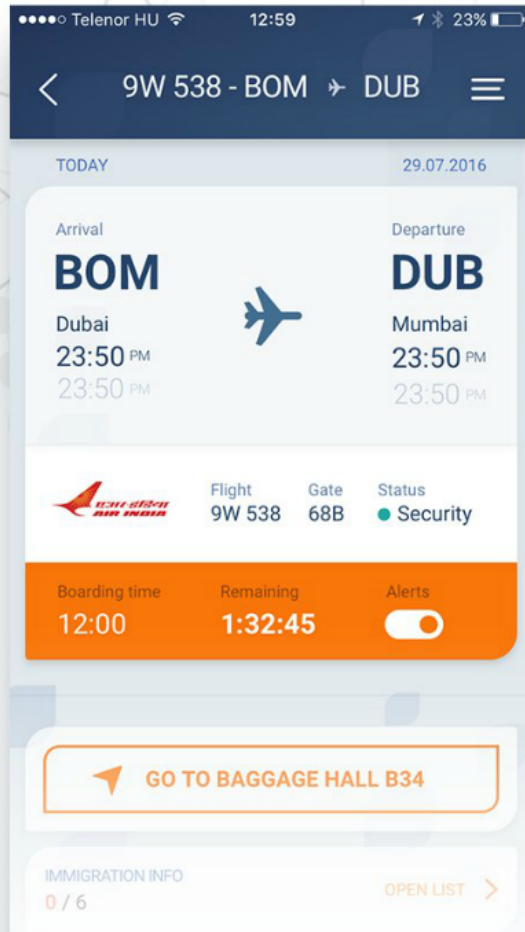 Telenor HU 12:59 23%
9W 538 - BOM DUB
TODAY 29.07.2016
Arrival Departure
BOM DUB
Dubai Mumbai
23:50 PM 23:50 PM
23:50 PM 23:50 PM
Flight Gate Status
एअर इंडिया 9W 538 68B Security
AIR INDIA
Boarding time Remaining Alerts
12:00 1:32:45
GO TO BAGGAGE HALL B34
IMMIGRATION INFO
0 / 6 OPEN LIST